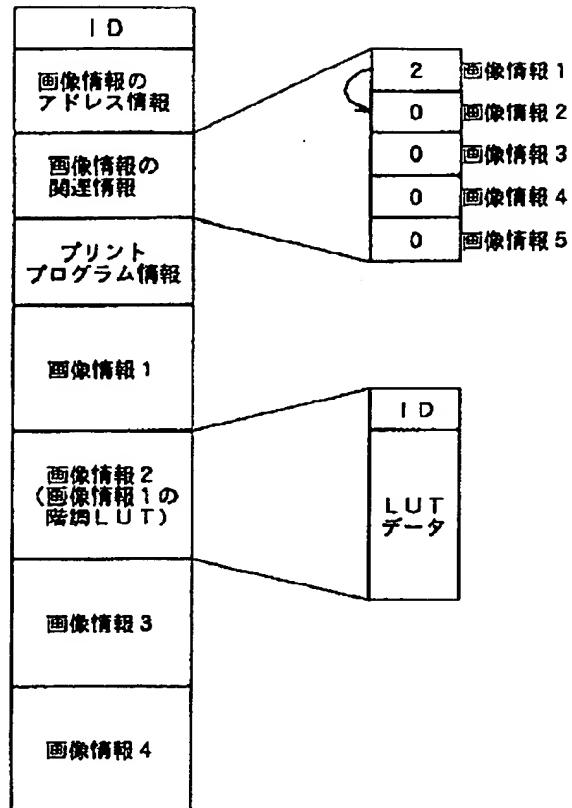 ID
画像情報の
アドレス情報
画像情報の
関連情報
プリント
プログラム情報
画像情報1
画像情報2
(画像情報1の
階調LUT)
画像情報3
画像情報4
2 画像情報1
0 画像情報2
0 画像情報3
0 画像情報4
0 画像情報5
ID
LUT
データ